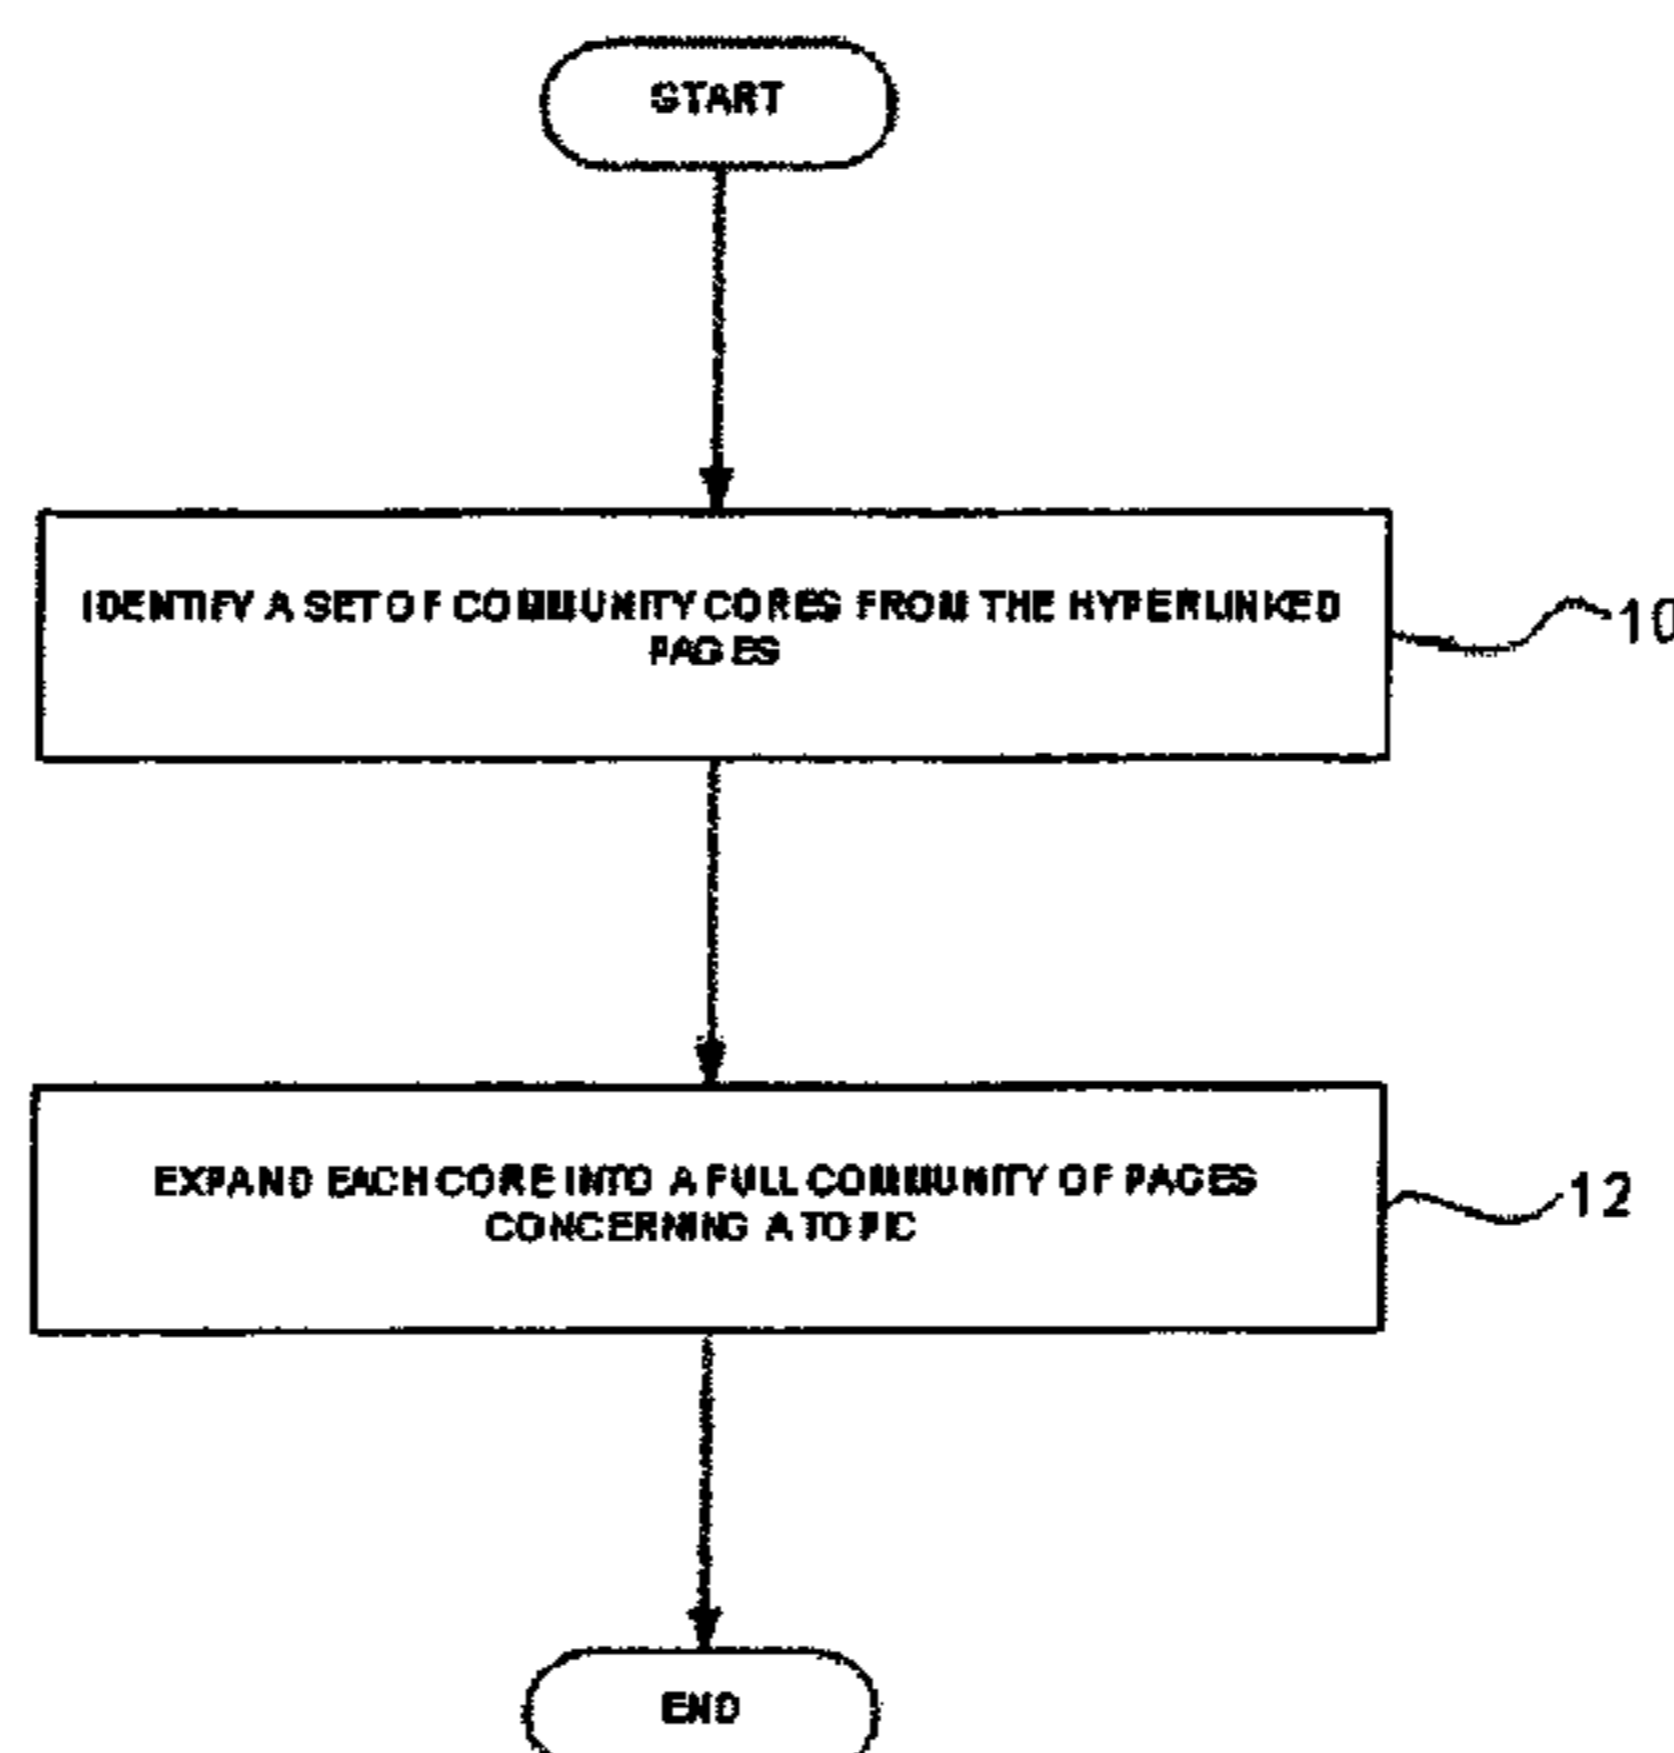 START
IDENTIFY A SET OF COMMUNITY CORES FROM THE HYPERLINKED
PAGES
10
EXPAND EACH CORE INTO A FULL COMMUNITY OF PAGES
CONCERNING A TOPIC
12
END